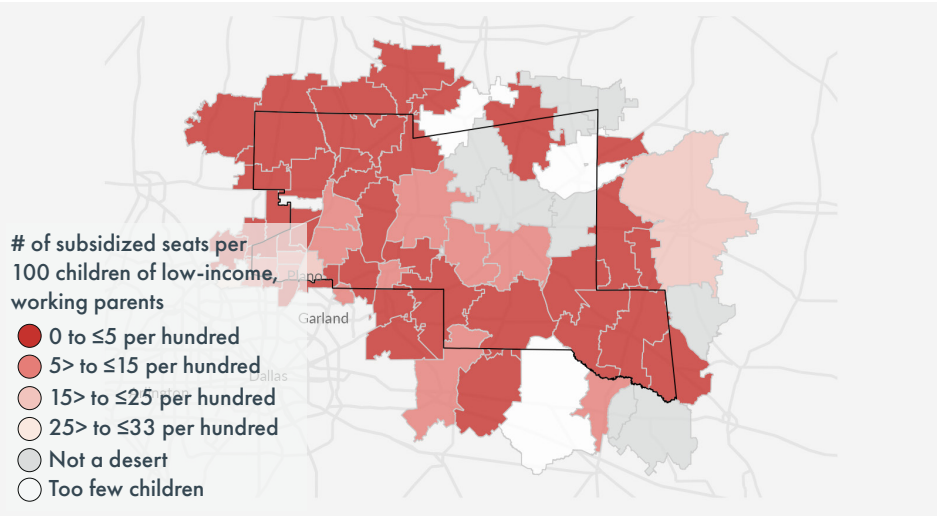 # of subsidized seats per
100 children of low-income,
working parents
Plano
Garland
0 to ≤5 per hundred
5> to ≤15 per hundred
Dallas
15> to ≤25 per hundred
25> to ≤33 per hundred
Not a desert
Too few children